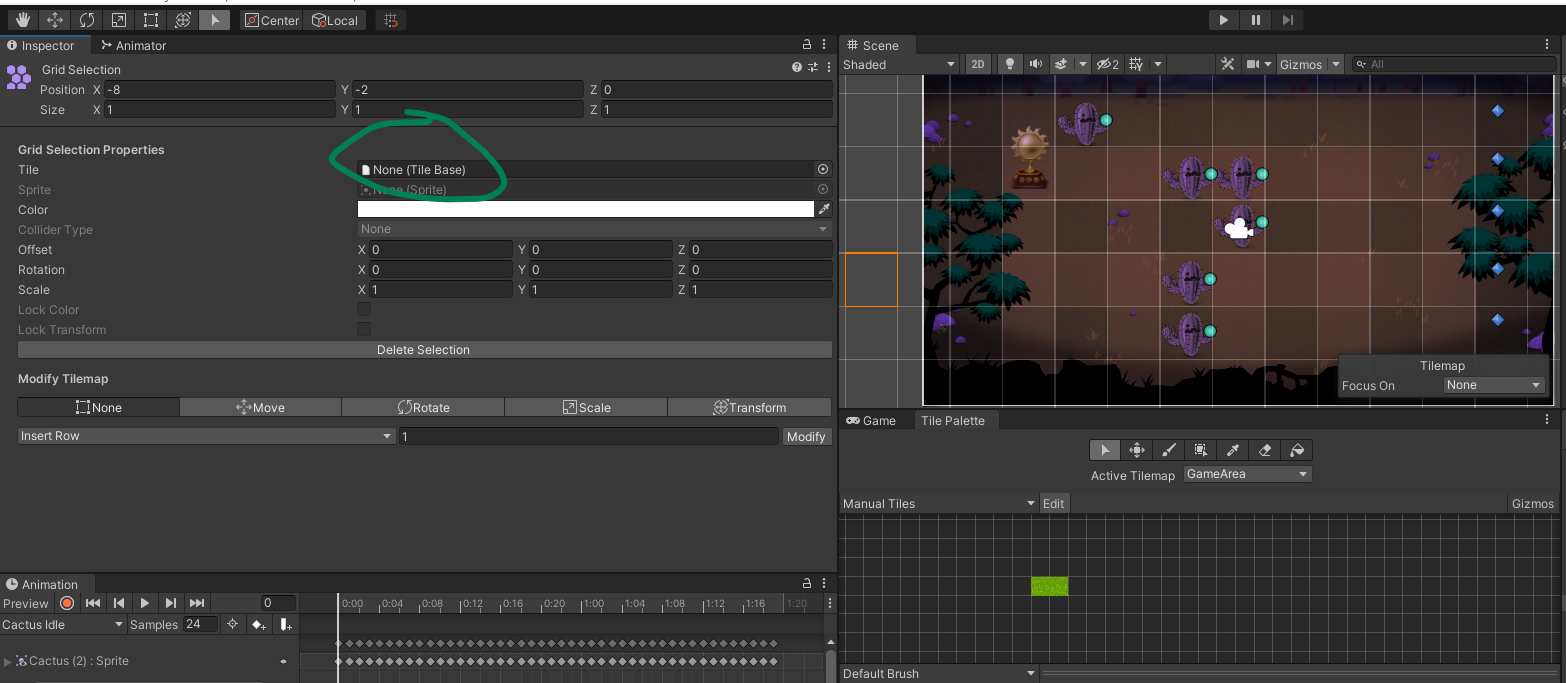 Center Local
Inspector Animator
Grid Selection
Position X -8 Y -2 Z 0
Size X 1 Y 1 Z 1
Grid Selection Properties
Tile None (Tile Base)
Sprite None (Sprite)
Color
Collider Type None
Offset X 0 Y 0 Z 0
Rotation X 0 Y 0 Z 0
Scale X 1 Y 1 Z 1
Lock Color
Lock Transform
Delete Selection
Modify Tilemap
None Move Rotate Scale Transform
Insert Row 1 Modify
Animation
Preview 0 0:00 0:04 0:08 0:12 0:16 0:20 1:00 1:04 1:08 1:12 1:16 1:20
Cactus Idle Samples 24
Cactus (2) : Sprite
Scene
Shaded 2D 2 Gizmos All
Tilemap
Focus On None
Game Tile Palette
Active Tilemap GameArea
Manual Tiles Edit Gizmos
Default Brush